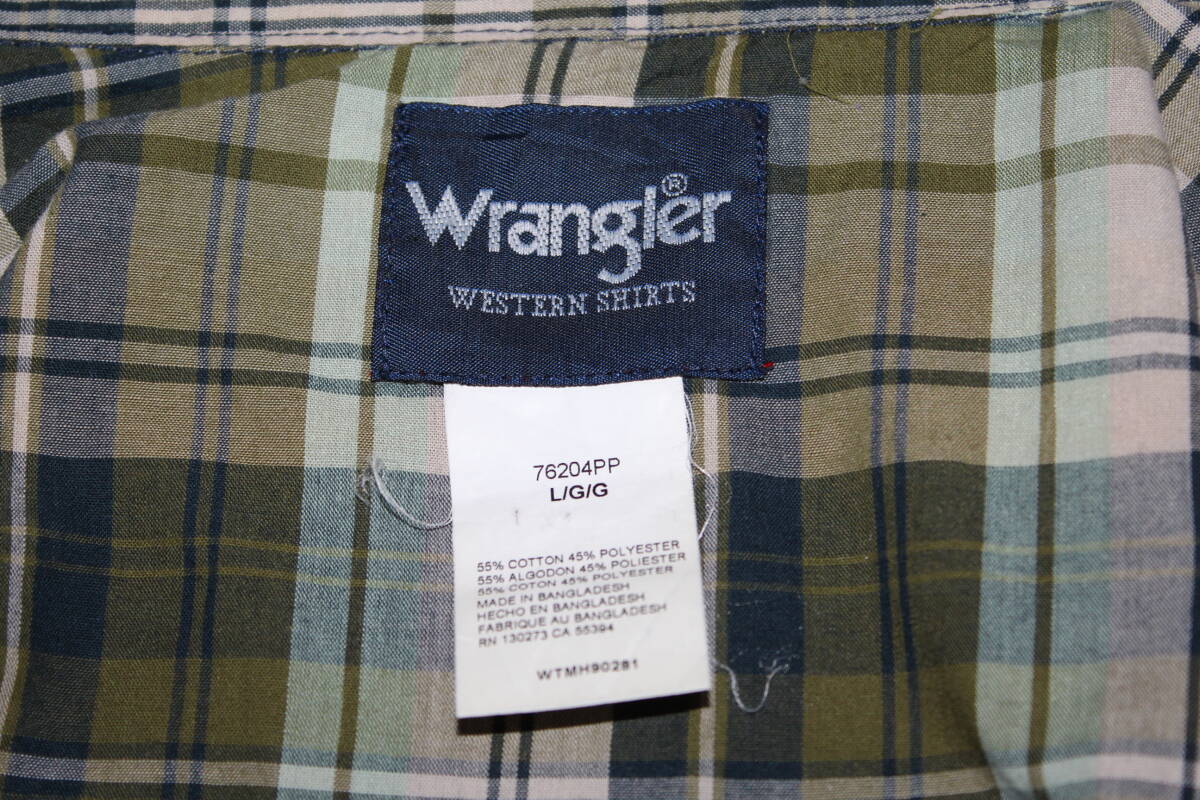 Wrangler®
WESTERN SHIRTS
76204PP
L/G/G
55% COTTON 45% POLYESTER
55% ALGODON 45% POLIESTER
55% COTON 45% POLYESTER
MADE IN BANGLADESH
HECHO EN BANGLADESH
FABRIQUE AU BANGLADESH
RN 130273 CA 55394
WTMH90281